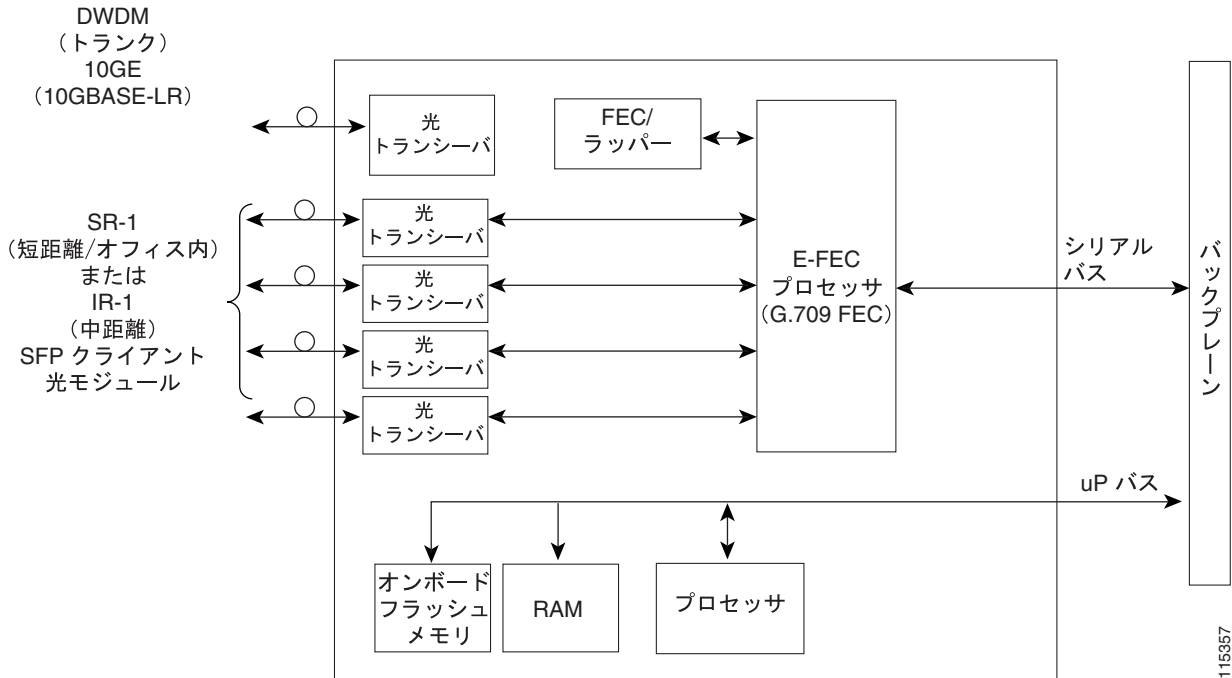 DWDM
（トランク）
10GE
（10GBASE-LR）
光
トランシーバ
FEC/
ラッパー
SR-1
（短距離/オフィス内）
または
IR-1
（中距離）
SFP クライアント
光モジュール
光
トランシーバ
光
トランシーバ
光
トランシーバ
光
トランシーバ
E-FEC
プロセッサ
（G.709 FEC）
シリアル
バス
バックプレーン
uP バス
オンボード
フラッシュ
メモリ
RAM
プロセッサ
115357